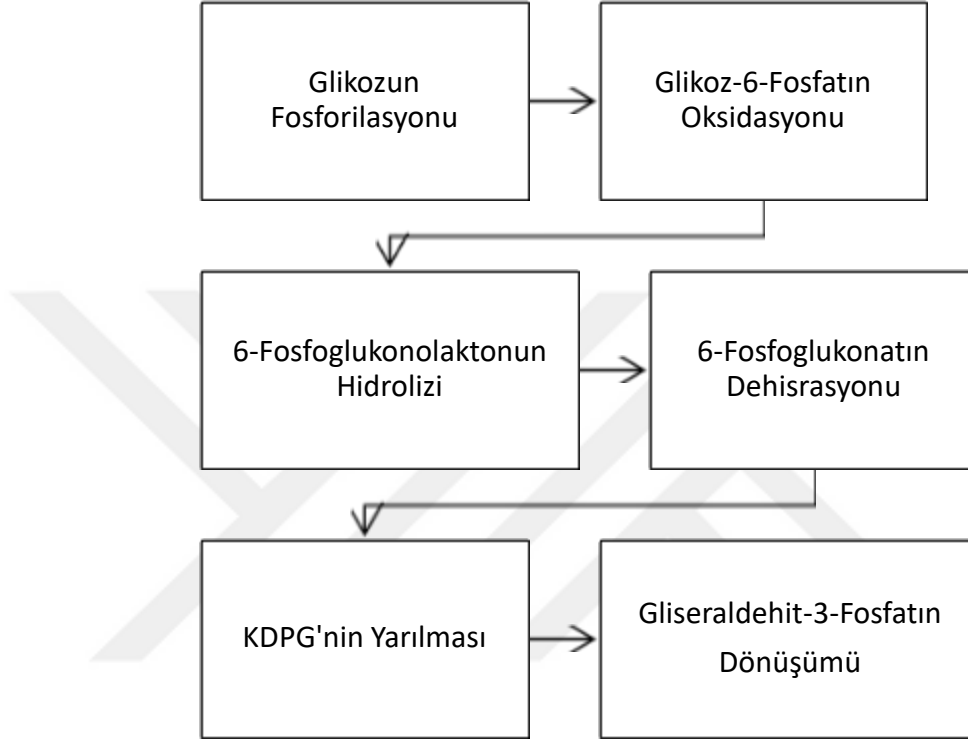 Glikozun
Fosforilasyonu
Glikoz-6-Fosfatın
Oksidasyonu
6-Fosfoglukonolaktonun
Hidrolizi
6-Fosfoglukonatın
Dehisrasyonu
KDPG'nin Yarılması
Gliseraldehit-3-Fosfatın
Dönüşümü